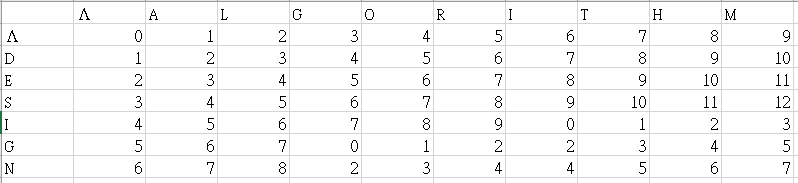 Λ A L G O R I T H M
Λ 0 1 2 3 4 5 6 7 8 9
D 1 2 3 4 5 6 7 8 9 10
E 2 3 4 5 6 7 8 9 10 11
S 3 4 5 6 7 8 9 10 11 12
I 4 5 6 7 8 9 0 1 2 3
G 5 6 7 0 1 2 2 3 4 5
N 6 7 8 2 3 4 4 5 6 7